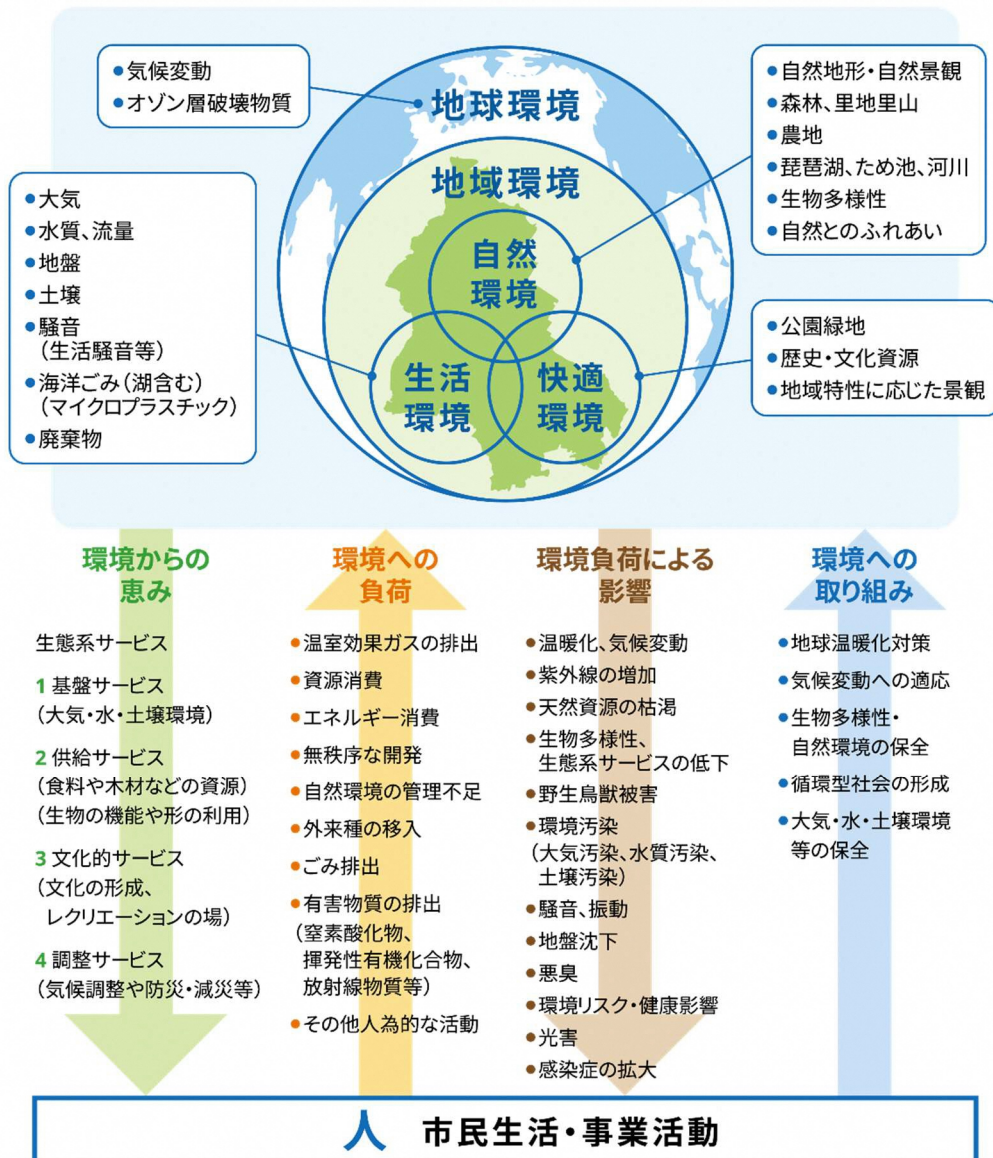 ・気候変動
・オゾン層破壊物質
・大気
・水質、流量
・地盤
・土壌
・騒音
(生活騒音等)
・海洋ごみ(湖含む)
(マイクロプラスチック)
・廃棄物
地球環境
地域環境
自然
環境
生活
環境
快適
環境
・自然地形・自然景観
・森林、里地里山
・農地
・琵琶湖、ため池、河川
・生物多様性
・自然とのふれあい
・公園緑地
・歴史・文化資源
・地域特性に応じた景観
環境からの
恵み
生態系サービス
1 基盤サービス
(大気・水・土壌環境)
2 供給サービス
(食料や木材などの資源)
(生物の機能や形の利用)
3 文化的サービス
(文化の形成、
レクリエーションの場)
4 調整サービス
(気候調整や防災・減災等)
環境への
負荷
・温室効果ガスの排出
・資源消費
・エネルギー消費
・無秩序な開発
・自然環境の管理不足
・外来種の移入
・ごみ排出
・有害物質の排出
(窒素酸化物、
揮発性有機化合物、
放射線物質等)
・その他人為的な活動
環境負荷による
影響
・温暖化、気候変動
・紫外線の増加
・天然資源の枯渇
・生物多様性、
生態系サービスの低下
・野生鳥獣被害
・環境汚染
(大気汚染、水質汚染、
土壌汚染)
・騒音、振動
・地盤沈下
・悪臭
・環境リスク・健康影響
・光害
・感染症の拡大
環境への
取り組み
・地球温暖化対策
・気候変動への適応
・生物多様性・
自然環境の保全
・循環型社会の形成
・大気・水・土壌環境
等の保全
人 市民生活・事業活動